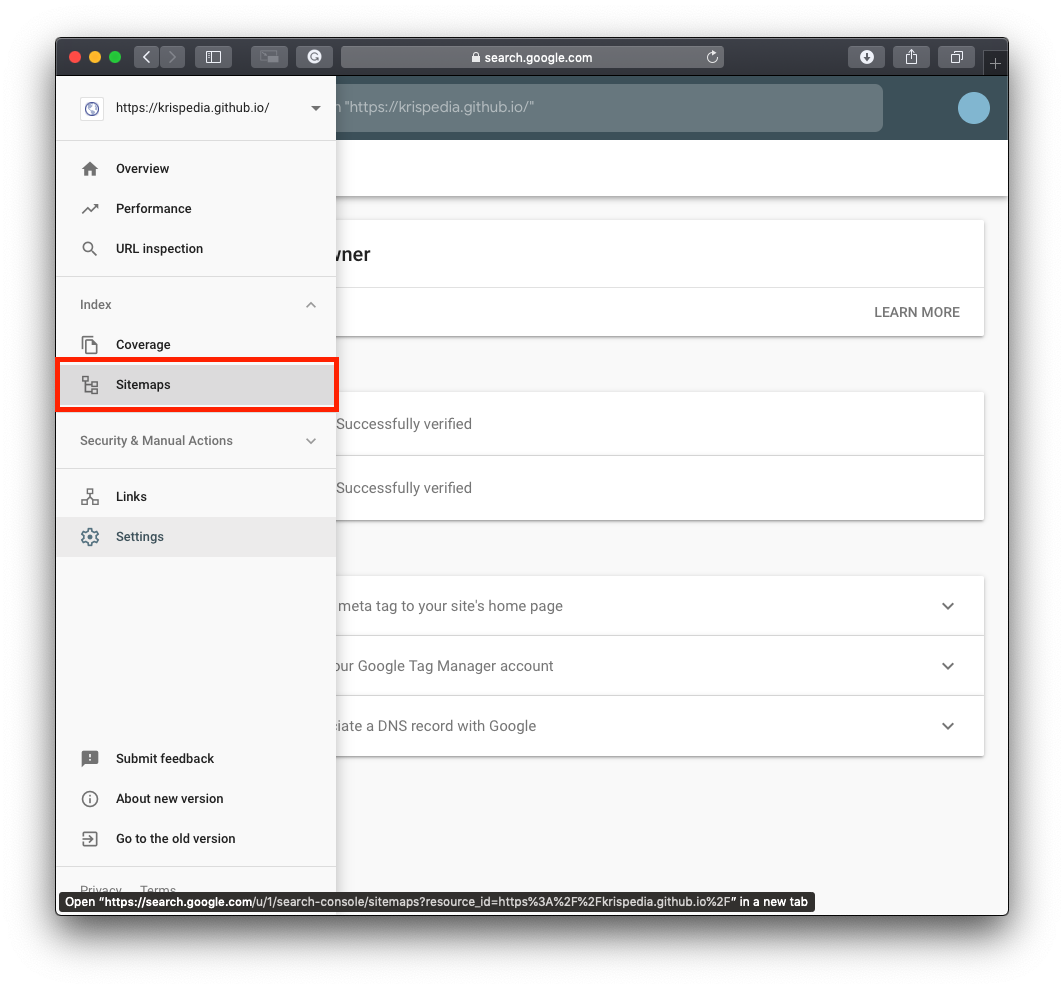 search.google.com
https://krispedia.github.io/
"https://krispedia.github.io/"
Overview
Performance
URL inspection
wner
Index
LEARN MORE
Coverage
Sitemaps
Successfully verified
Security & Manual Actions
Successfully verified
Links
Settings
meta tag to your site's home page
our Google Tag Manager account
ciate a DNS record with Google
Submit feedback
About new version
Go to the old version
Privacy Terms
Open "https://search.google.com/u/1/search-console/sitemaps?resource_id=https%3A%2F%2Fkrispedia.github.io%2F" in a new tab